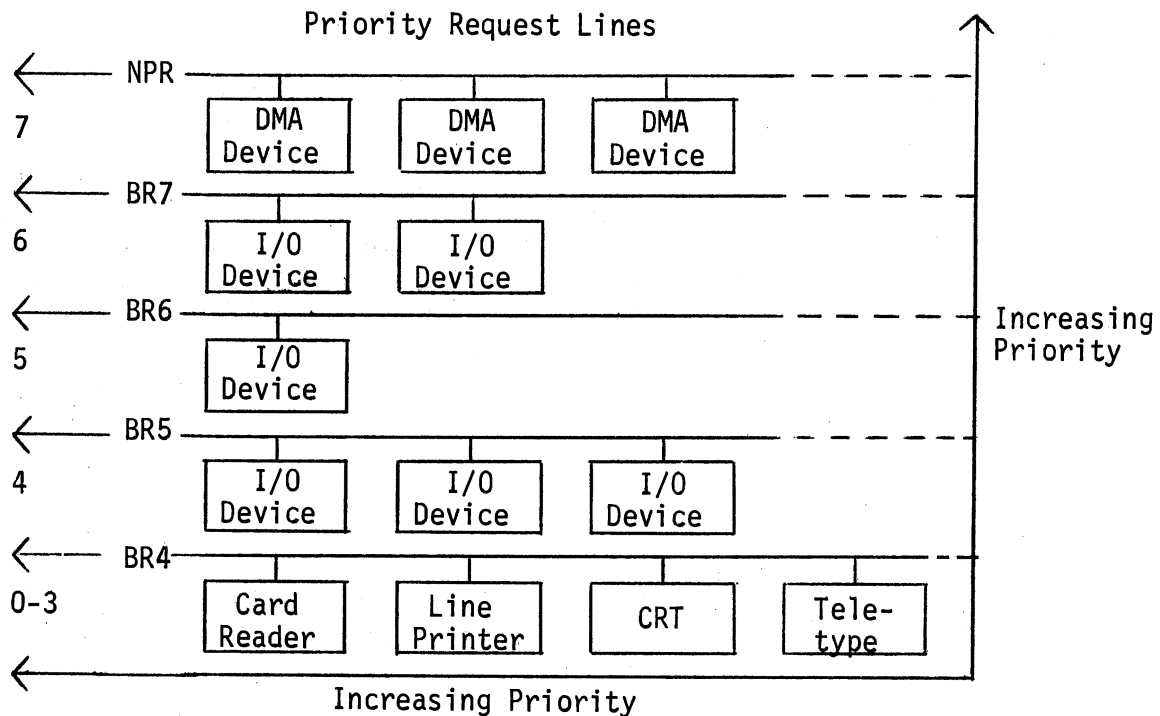 Priority Request Lines
NPR
7
DMA
Device
DMA
Device
DMA
Device
BR7
6
I/O
Device
I/O
Device
BR6
Increasing
Priority
5
I/O
Device
BR5
4
I/O
Device
I/O
Device
I/O
Device
BR4
0-3
Card
Reader
Line
Printer
CRT
Tele-
type
Increasing Priority